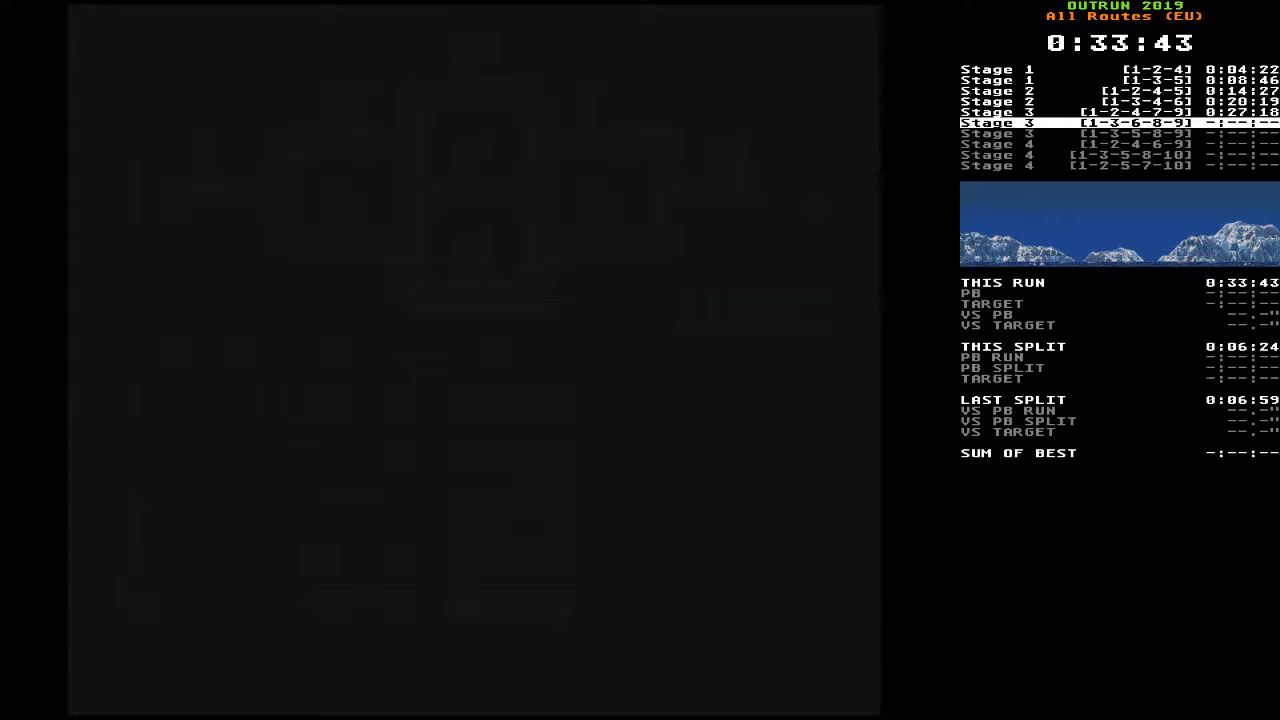 OUTRUN 2019
All Routes (EU)
0:33:43
Stage 1 [1-2-4] 0:04:22
Stage 1 [1-3-5] 0:08:46
Stage 2 [1-2-4-5] 0:14:27
Stage 2 [1-3-4-6] 0:20:19
Stage 3 [1-2-4-7-9] 0:27:18
Stage 3 [1-3-6-8-9] -:--:--
Stage 3 [1-3-5-8-9] -:--:--
Stage 4 [1-2-4-6-9] -:--:--
Stage 4 [1-3-5-8-10] -:--:--
Stage 4 [1-2-5-7-10] -:--:--
THIS RUN 0:33:43
PB -:--:--
TARGET -:--:--
VS PB --.-"
VS TARGET --.-"
THIS SPLIT 0:06:24
PB RUN -:--:--
PB SPLIT -:--:--
TARGET -:--:--
LAST SPLIT 0:06:59
VS PB RUN --.-"
VS PB SPLIT --.-"
VS TARGET --.-"
SUM OF BEST -:--:--